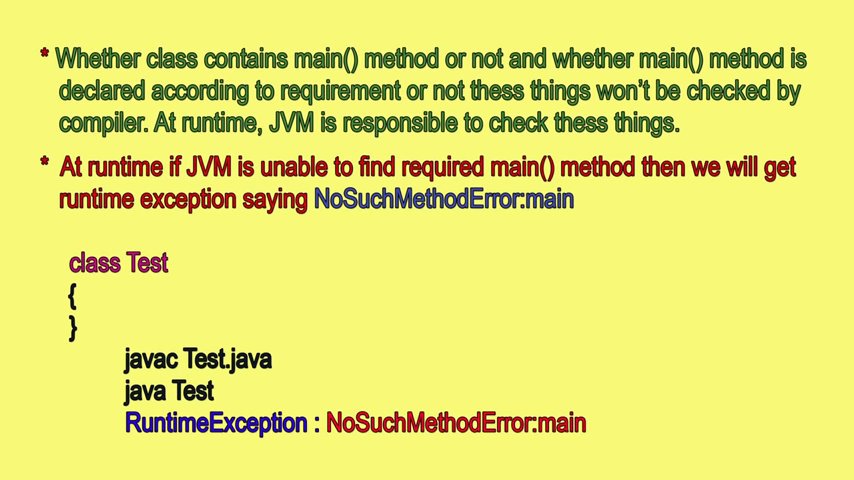 * Whether class contains main() method or not and whether main() method is
declared according to requirement or not thess things won't be checked by
compiler. At runtime, JVM is responsible to check thess things.
* At runtime if JVM is unable to find required main() method then we will get
runtime exception saying NoSuchMethodError:main
class Test
{
}
javac Test.java
java Test
RuntimeException : NoSuchMethodError:main